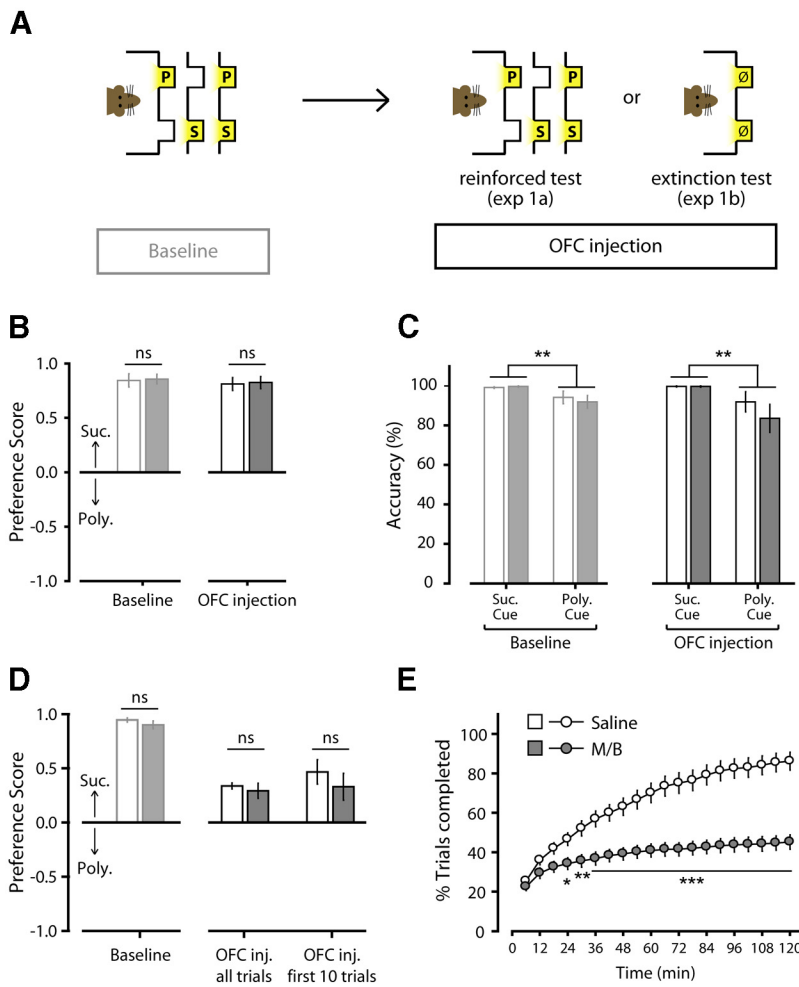 A
P P
S S
P P
S S
or
Ø
Ø
reinforced test
(exp 1a)
extinction test
(exp 1b)
Baseline
OFC injection
B
Preference Score
1.0
0.5
0.0
-0.5
-1.0
Suc.
Poly.
ns
ns
Baseline
OFC injection
C
Accuracy (%)
100
80
60
40
20
0
**
**
Suc.
Cue
Poly.
Cue
Suc.
Cue
Poly.
Cue
Baseline
OFC injection
D
Preference Score
1.0
0.5
0.0
-0.5
-1.0
Suc.
Poly.
ns
ns
ns
Baseline
OFC inj.
all trials
OFC inj.
first 10 trials
E
% Trials completed
100
80
60
40
20
0
Saline
M/B
* ** ***
0 12 24 36 48 60 72 84 96 108 120
Time (min)